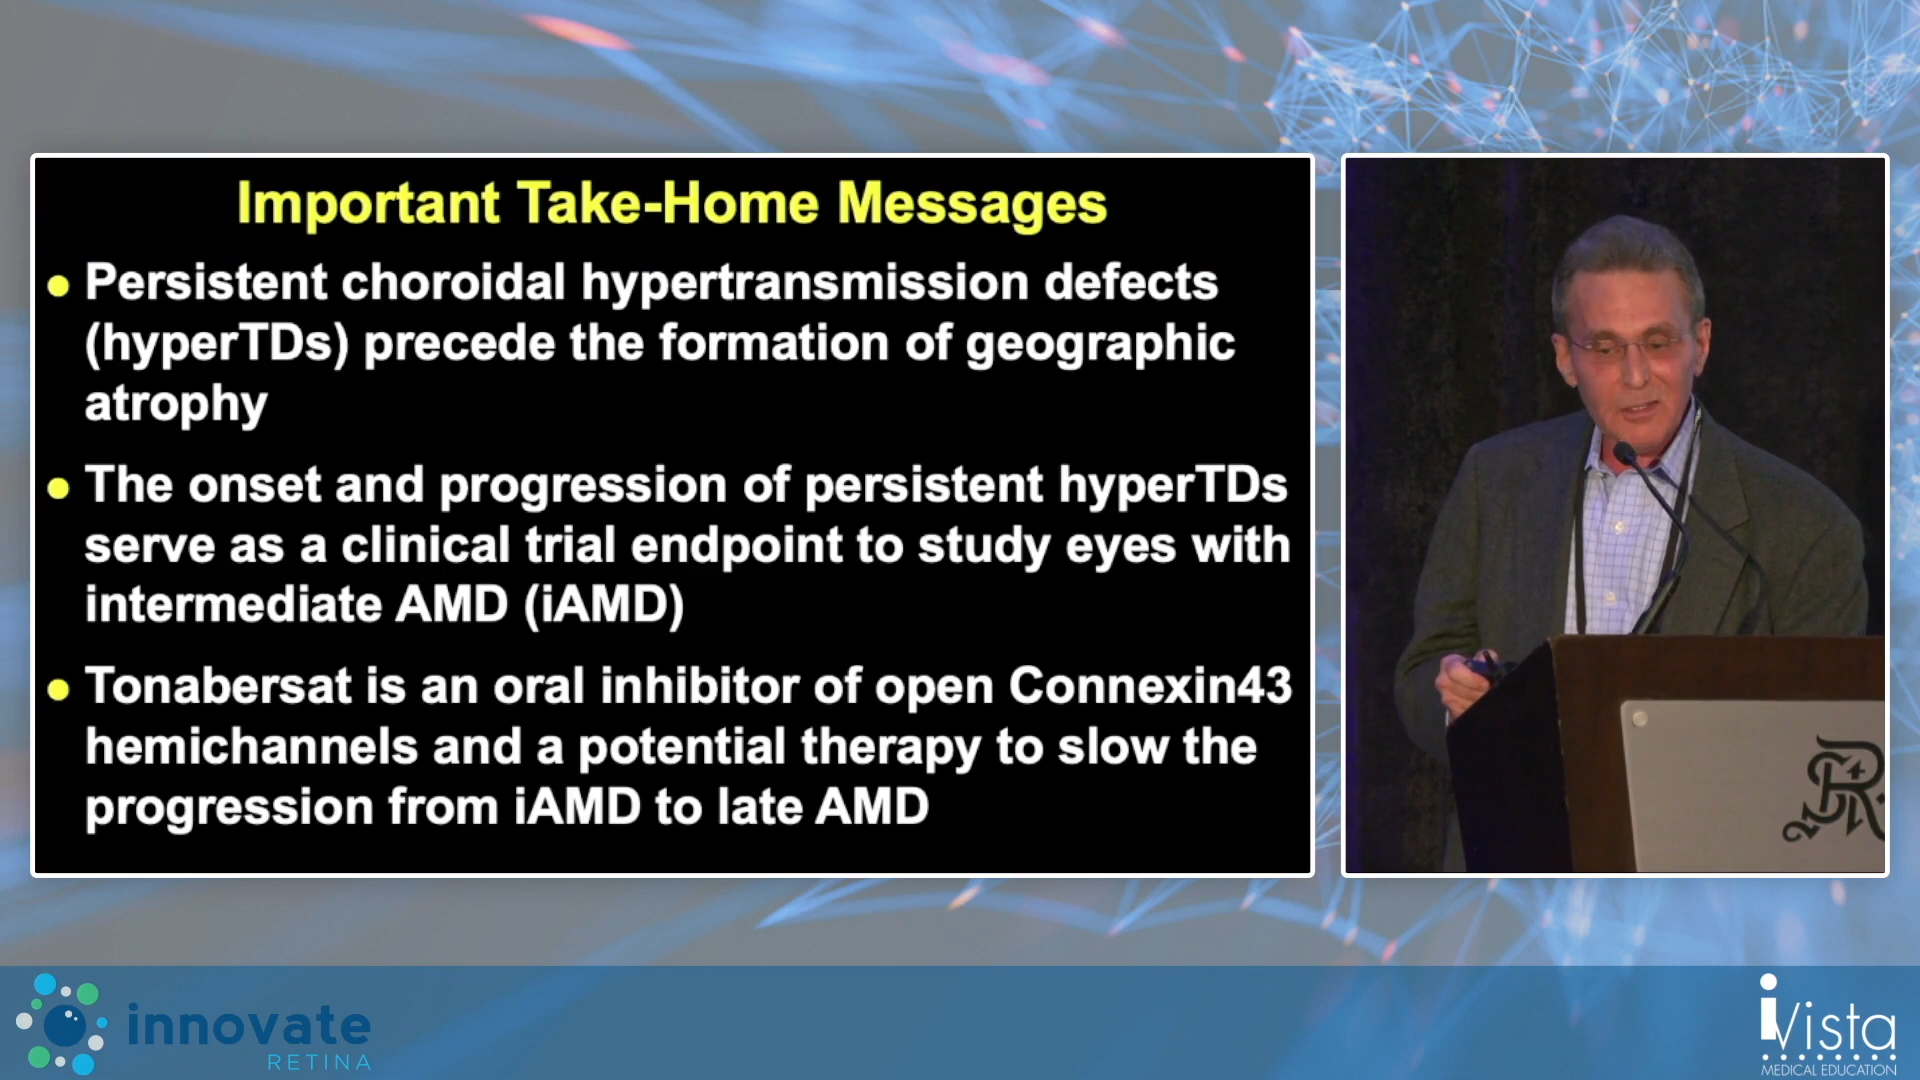 Important Take-Home Messages
• Persistent choroidal hypertransmission defects
(hyperTDs) precede the formation of geographic
atrophy
• The onset and progression of persistent hyperTDs
serve as a clinical trial endpoint to study eyes with
intermediate AMD (iAMD)
• Tonabersat is an oral inhibitor of open Connexin43
hemichannels and a potential therapy to slow the
progression from iAMD to late AMD
R
innovate
RETINA
iVista
MEDICAL EDUCATION